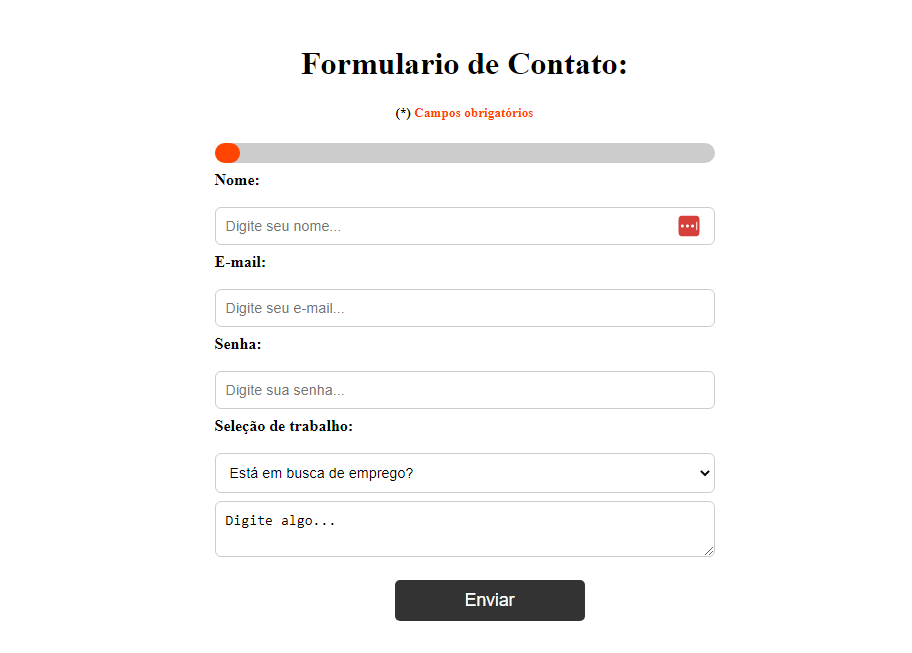 Formulario de Contato:
(*) Campos obrigatórios
Nome:
Digite seu nome...
E-mail:
Digite seu e-mail...
Senha:
Digite sua senha...
Seleção de trabalho:
Está em busca de emprego?
Digite algo...
Enviar